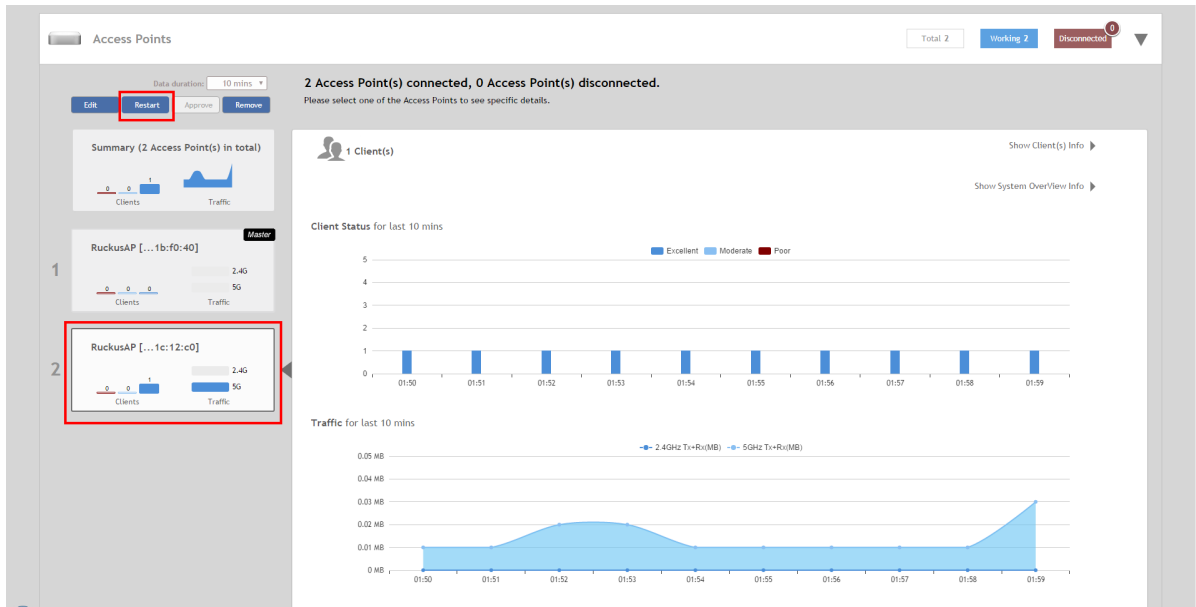 Access Points
Total 2
Working 2
Disconnected
0
Data duration: 10 mins
Edit
Restart
Approve
Remove
2 Access Point(s) connected, 0 Access Point(s) disconnected.
Please select one of the Access Points to see specific details.
Summary (2 Access Point(s) in total)
0 0 1
Clients Traffic
1
Master
RuckusAP [...1b:f0:40]
2.4G
5G
0 0 0
Clients Traffic
2
RuckusAP [...1c:12:c0]
2.4G
5G
0 0 1
Clients Traffic
1 Client(s)
Show Client(s) Info
Show System OverView Info
Client Status for last 10 mins
Excellent Moderate Poor
5
4
3
2
1
0
01:50 01:51 01:52 01:53 01:54 01:55 01:56 01:57 01:58 01:59
Traffic for last 10 mins
2.4GHz Tx+Rx(MB) 5GHz Tx+Rx(MB)
0.05 MB
0.04 MB
0.03 MB
0.02 MB
0.01 MB
0 MB
01:50 01:51 01:52 01:53 01:54 01:55 01:56 01:57 01:58 01:59